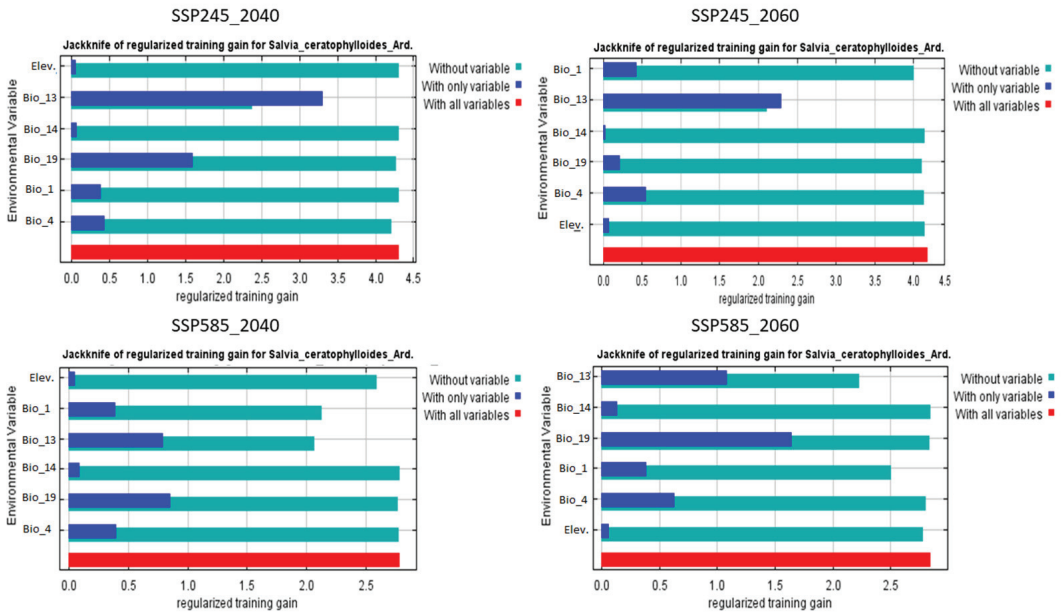 SSP245_2040
Jackknife of regularized training gain for Salvia_ceratophylloides_Ard.
Environmental Variable
Elev.
Bio_13
Bio_14
Bio_19
Bio_1
Bio_4
Without variable
With only variable
With all variables
0.0 0.5 1.0 1.5 2.0 2.5 3.0 3.5 4.0 4.5
regularized training gain
SSP245_2060
Jackknife of regularized training gain for Salvia_ceratophylloides_Ard.
Environmental Variable
Bio_1
Bio_13
Bio_14
Bio_19
Bio_4
Elev.
Without variable
With only variable
With all variables
0.0 0.5 1.0 1.5 2.0 2.5 3.0 3.5 4.0 4.5
regularized training gain
SSP585_2040
Jackknife of regularized training gain for Salvia_ceratophylloides_Ard.
Environmental Variable
Elev.
Bio_1
Bio_13
Bio_14
Bio_19
Bio_4
Without variable
With only variable
With all variables
0.0 0.5 1.0 1.5 2.0 2.5
regularized training gain
SSP585_2060
Jackknife of regularized training gain for Salvia_ceratophylloides_Ard.
Environmental Variable
Bio_13
Bio_14
Bio_19
Bio_1
Bio_4
Elev.
Without variable
With only variable
With all variables
0.0 0.5 1.0 1.5 2.0 2.5
regularized training gain